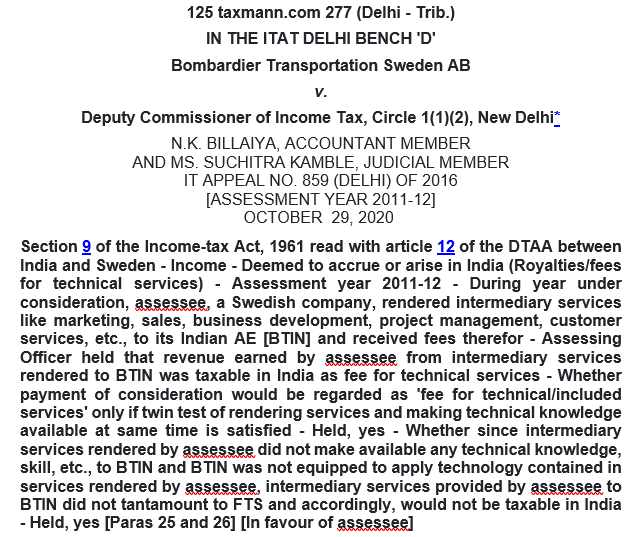 125 taxmann.com 277 (Delhi - Trib.)
IN THE ITAT DELHI BENCH 'D'
Bombardier Transportation Sweden AB
v.
Deputy Commissioner of Income Tax, Circle 1(1)(2), New Delhi*
N.K. BILLAIYA, ACCOUNTANT MEMBER
AND MS. SUCHITRA KAMBLE, JUDICIAL MEMBER
IT APPEAL NO. 859 (DELHI) OF 2016
[ASSESSMENT YEAR 2011-12]
OCTOBER 29, 2020
Section 9 of the Income-tax Act, 1961 read with article 12 of the DTAA between
India and Sweden - Income - Deemed to accrue or arise in India (Royalties/fees
for technical services) - Assessment year 2011-12 - During year under
consideration, assessee, a Swedish company, rendered intermediary services
like marketing, sales, business development, project management, customer
services, etc., to its Indian AE [BTIN] and received fees therefor - Assessing
Officer held that revenue earned by assessee from intermediary services
rendered to BTIN was taxable in India as fee for technical services - Whether
payment of consideration would be regarded as 'fee for technical/included
services' only if twin test of rendering services and making technical knowledge
available at same time is satisfied - Held, yes - Whether since intermediary
services rendered by assessee did not make available any technical knowledge,
skill, etc., to BTIN and BTIN was not equipped to apply technology contained in
services rendered by assessee, intermediary services provided by assessee to
BTIN did not tantamount to FTS and accordingly, would not be taxable in India
- Held, yes [Paras 25 and 26] [In favour of assessee]